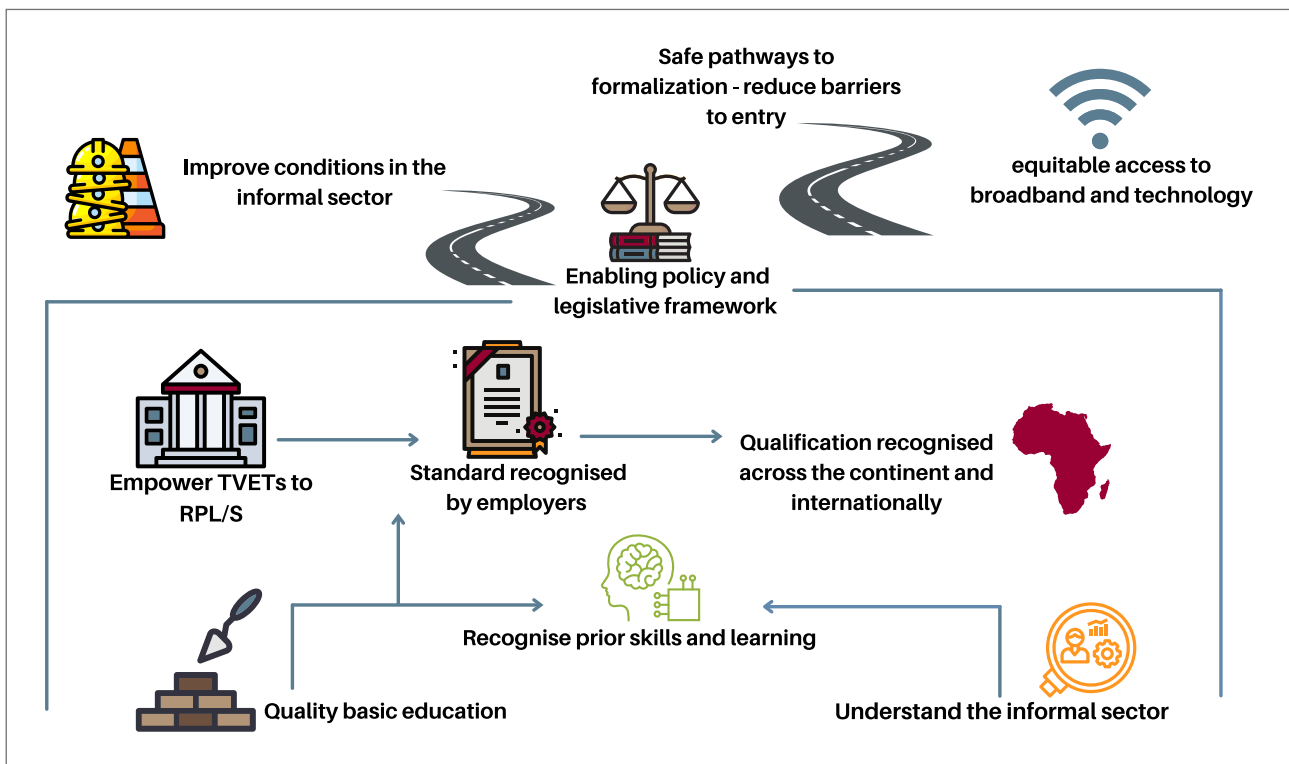 Safe pathways to
formalization - reduce barriers
to entry
Improve conditions in the
informal sector
equitable access to
broadband and technology
Enabling policy and
legislative framework
Empower TVETs to
RPL/S
Standard recognised
by employers
Qualification recognised
across the continent and
internationally
Recognise prior skills and learning
Quality basic education
Understand the informal sector